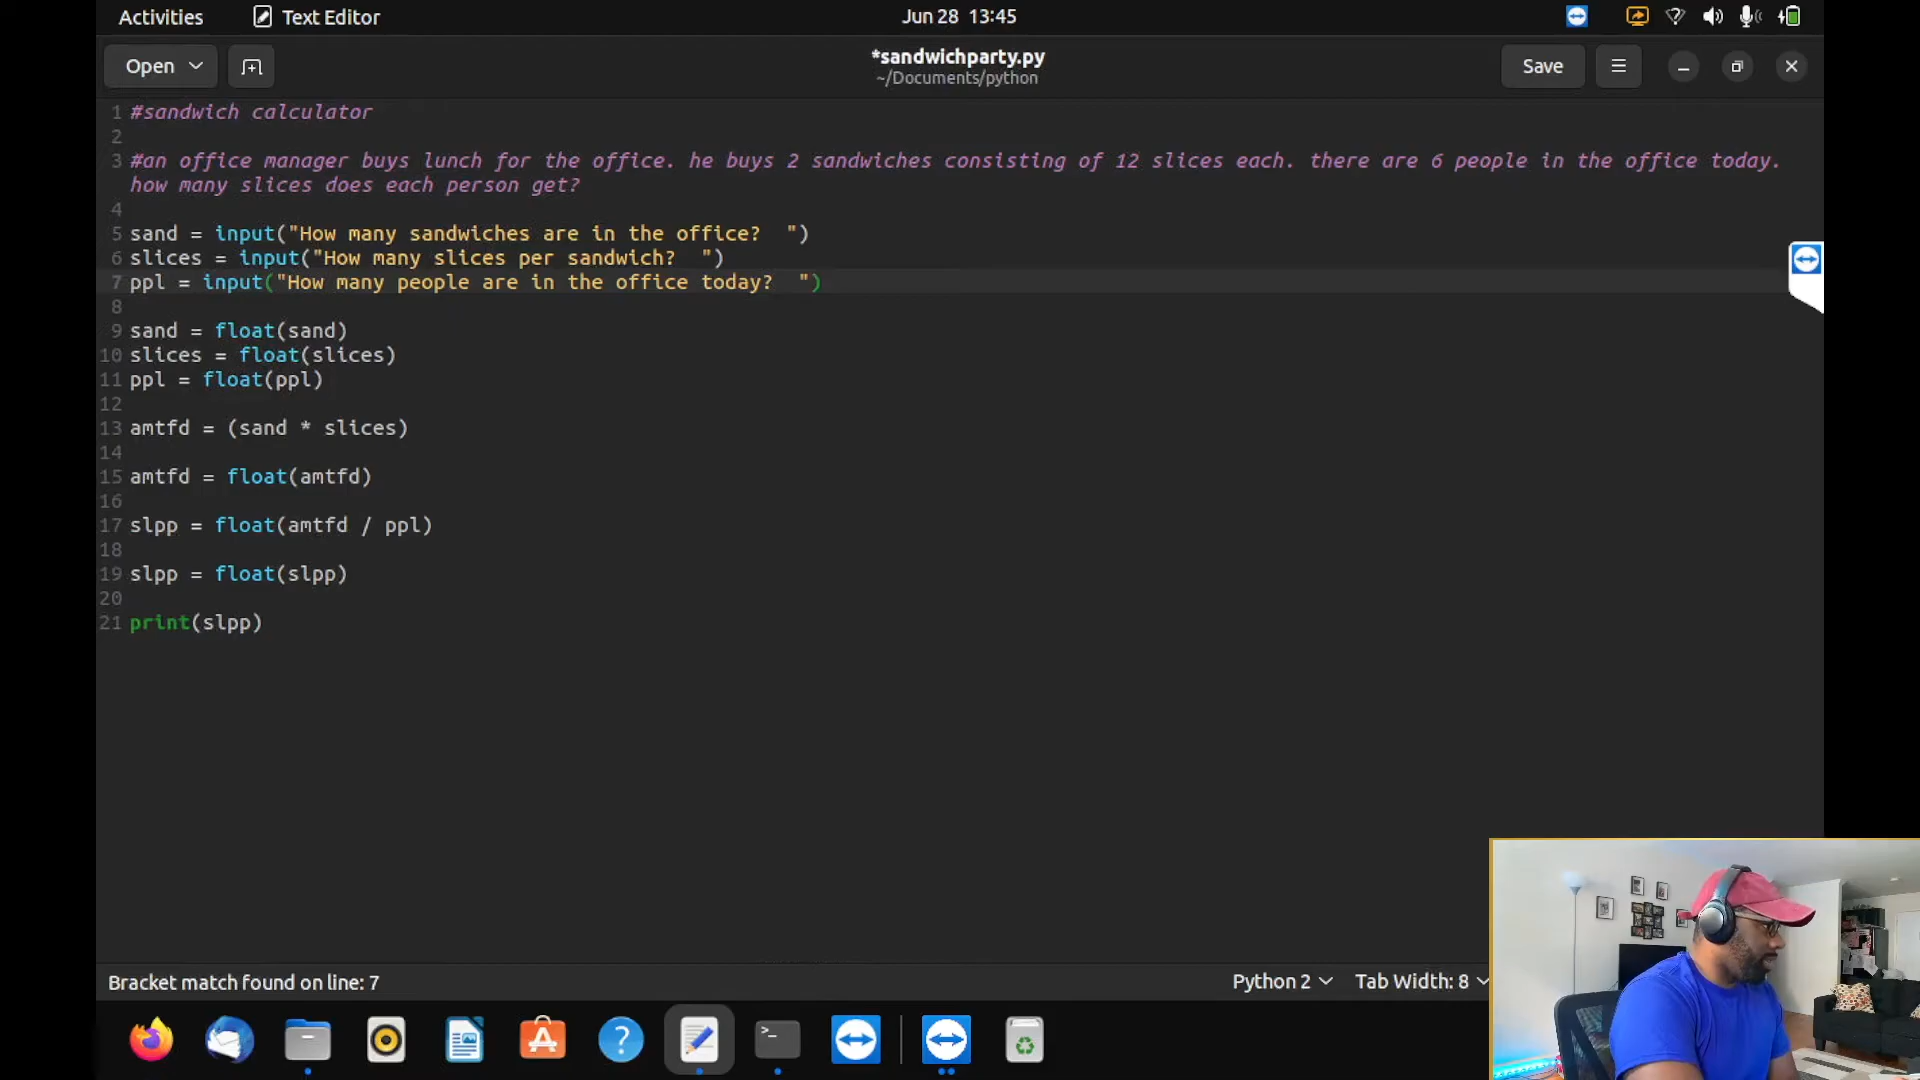 Activities Text Editor Jun 28 13:45
Open *sandwichparty.py Save
~/Documents/python
1 #sandwich calculator
2
3 #an office manager buys lunch for the office. he buys 2 sandwiches consisting of 12 slices each. there are 6 people in the office today.
how many slices does each person get?
4
5 sand = input("How many sandwiches are in the office?  ")
6 slices = input("How many slices per sandwich?  ")
7 ppl = input("How many people are in the office today?  ")
8
9 sand = float(sand)
10 slices = float(slices)
11 ppl = float(ppl)
12
13 amtfd = (sand * slices)
14
15 amtfd = float(amtfd)
16
17 slpp = float(amtfd / ppl)
18
19 slpp = float(slpp)
20
21 print(slpp)
Bracket match found on line: 7 Python 2 Tab Width: 8